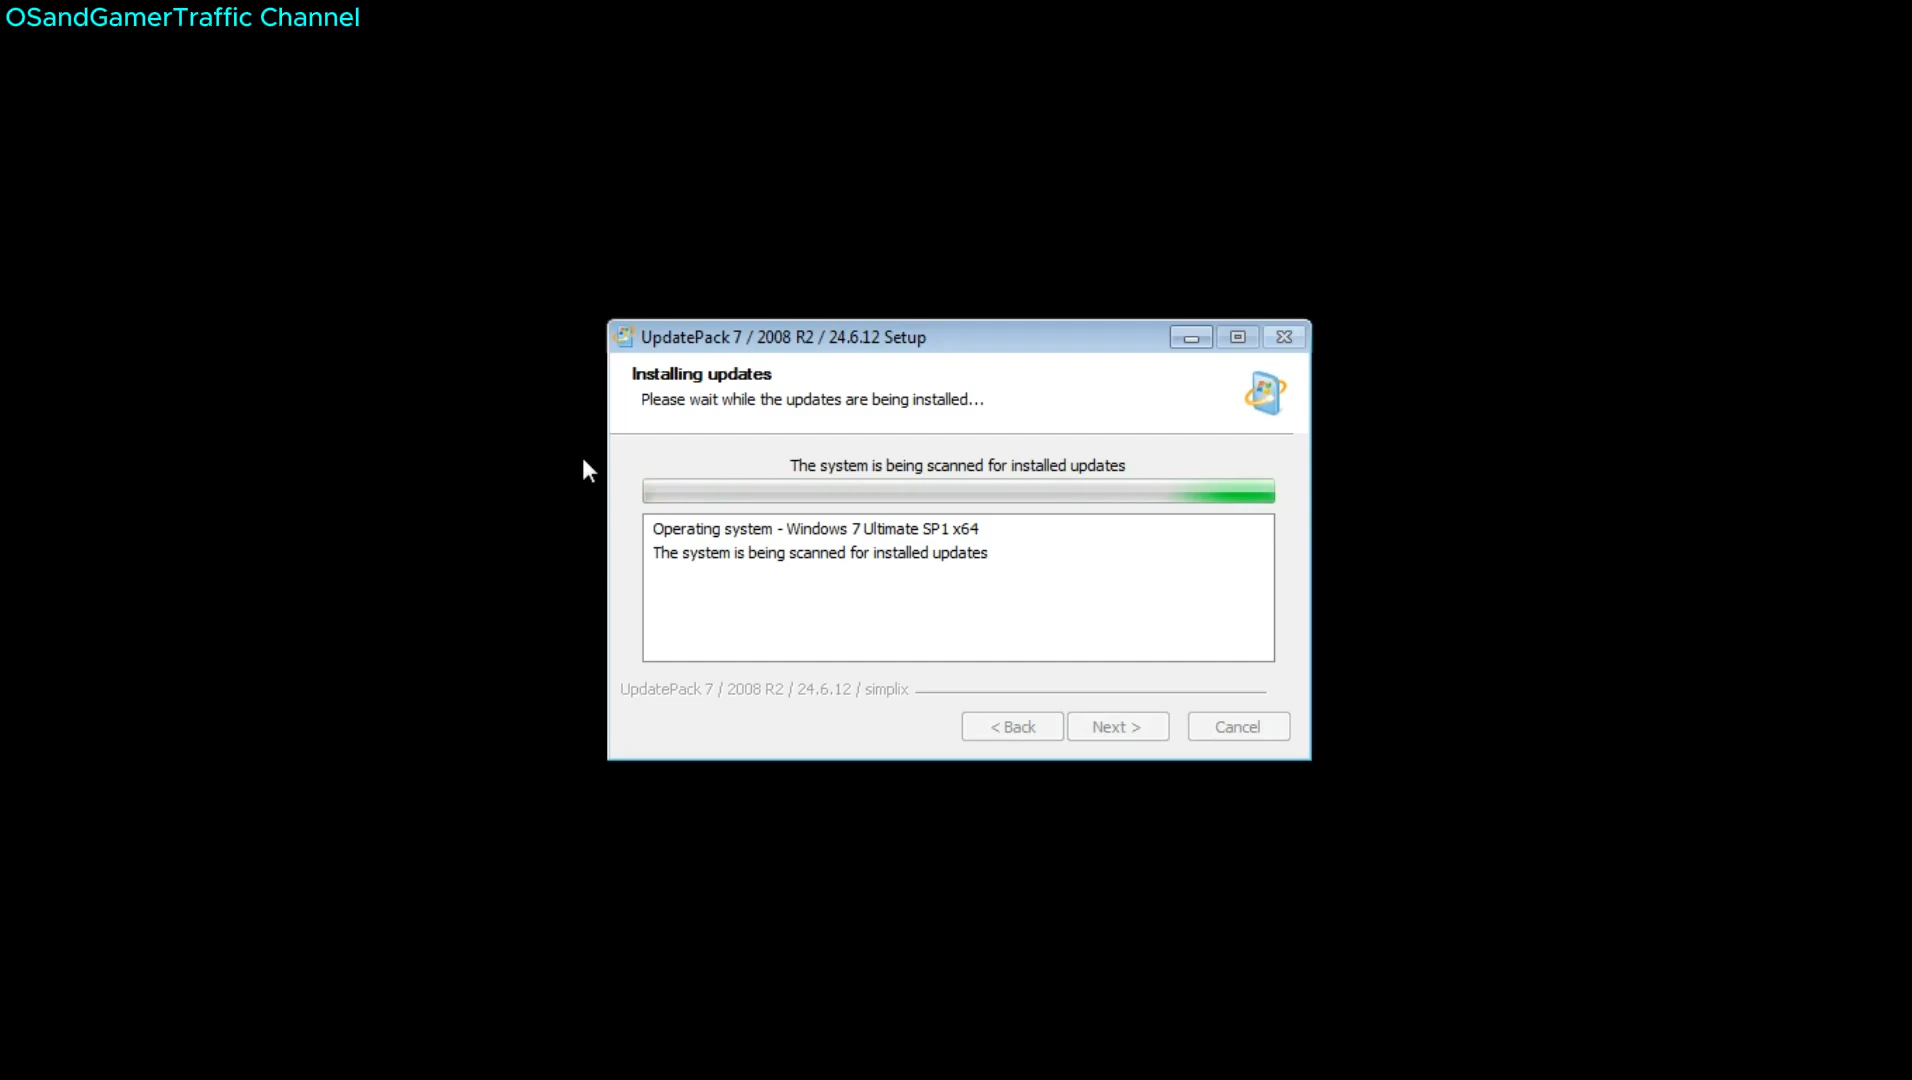 OSandGamerTraffic Channel
UpdatePack 7 / 2008 R2 / 24.6.12 Setup
Installing updates
Please wait while the updates are being installed...
The system is being scanned for installed updates
Operating system - Windows 7 Ultimate SP1 x64
The system is being scanned for installed updates
UpdatePack 7 / 2008 R2 / 24.6.12 / simplix
< Back
Next >
Cancel